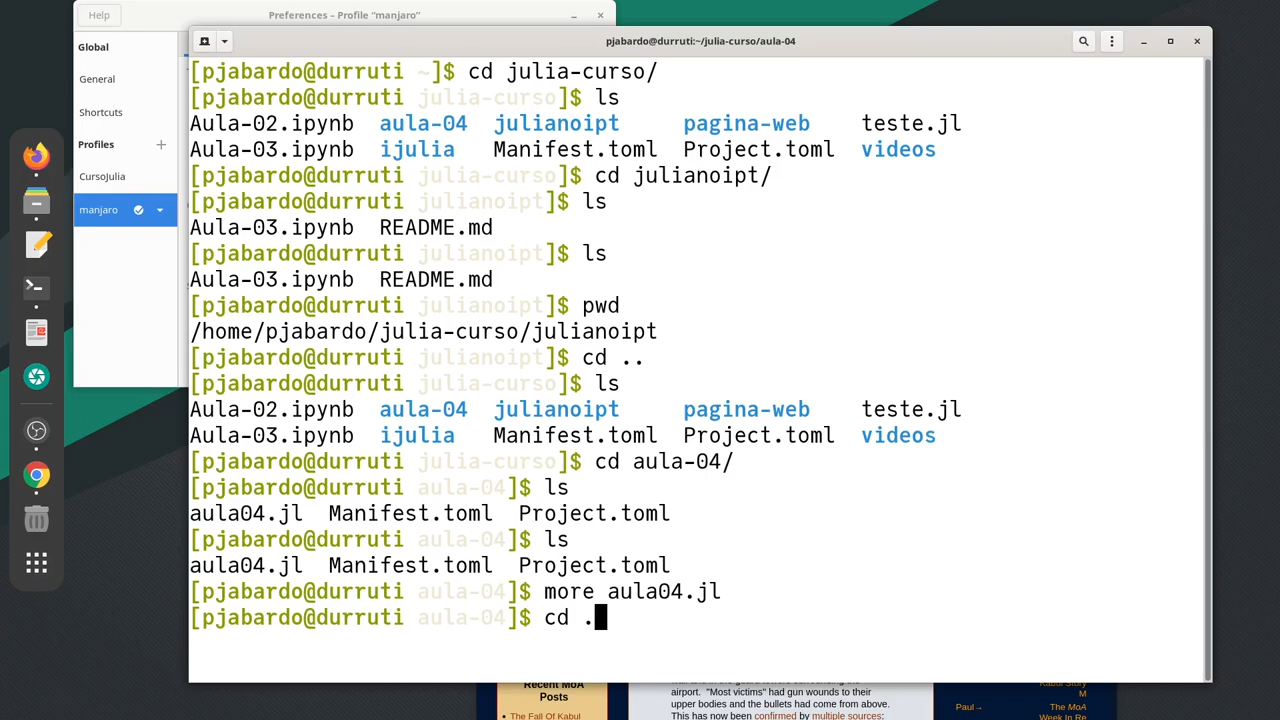 Help
Preferences – Profile “manjaro”
Global
General
Shortcuts
Profiles
CursoJulia
manjaro
pjabardo@durruti:~/julia-curso/aula-04
[pjabardo@durruti ~]$ cd julia-curso/
[pjabardo@durruti julia-curso]$ ls
Aula-02.ipynb aula-04 julianoipt pagina-web teste.jl
Aula-03.ipynb ijulia Manifest.toml Project.toml videos
[pjabardo@durruti julia-curso]$ cd julianoipt/
[pjabardo@durruti julianoipt]$ ls
Aula-03.ipynb README.md
[pjabardo@durruti julianoipt]$ ls
Aula-03.ipynb README.md
[pjabardo@durruti julianoipt]$ pwd
/home/pjabardo/julia-curso/julianoipt
[pjabardo@durruti julianoipt]$ cd ..
[pjabardo@durruti julia-curso]$ ls
Aula-02.ipynb aula-04 julianoipt pagina-web teste.jl
Aula-03.ipynb ijulia Manifest.toml Project.toml videos
[pjabardo@durruti julia-curso]$ cd aula-04/
[pjabardo@durruti aula-04]$ ls
aula04.jl Manifest.toml Project.toml
[pjabardo@durruti aula-04]$ ls
aula04.jl Manifest.toml Project.toml
[pjabardo@durruti aula-04]$ more aula04.jl
[pjabardo@durruti aula-04]$ cd .
Recent MoA
Posts
• The Fall Of Kabul
airport. "Most victims" had gun wounds to their
upper bodies and the bullets had come from above.
This has now been confirmed by multiple sources:
Kabul Story
M
Paul→
The MoA
Week In Re